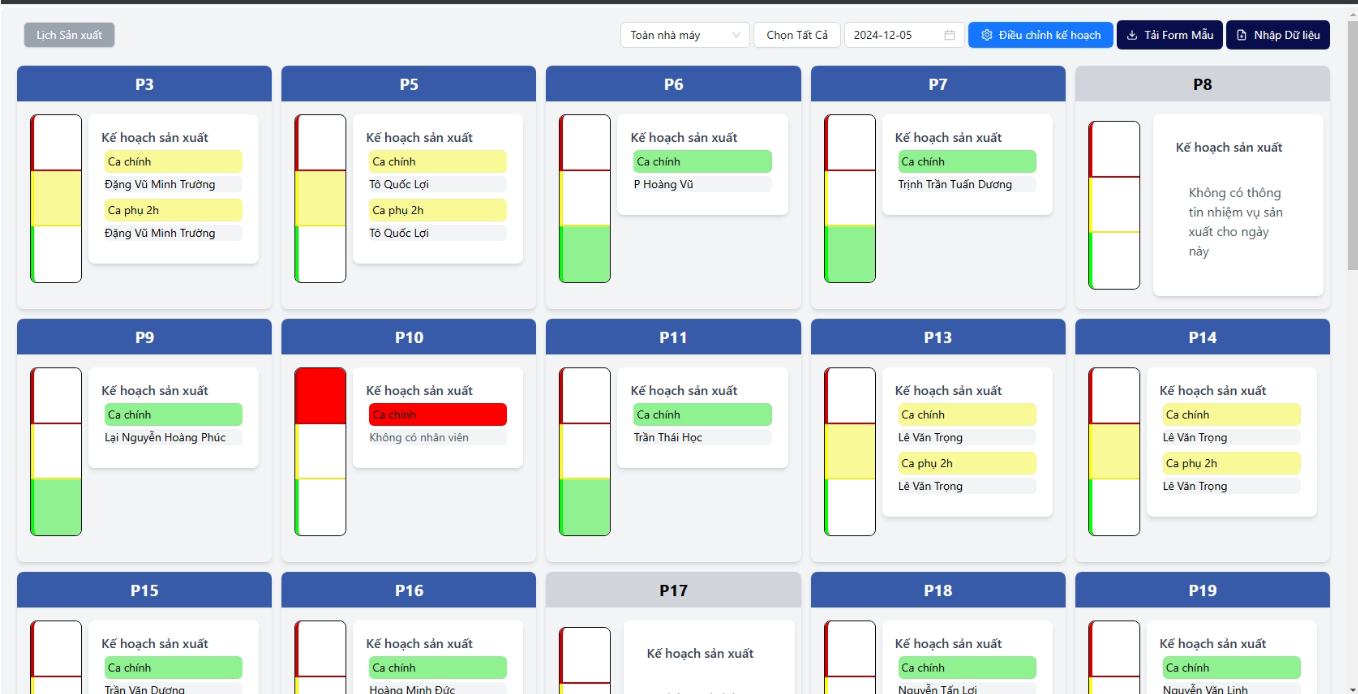 Lịch Sản xuất
Toàn nhà máy
Chọn Tất Cả
2024-12-05
Điều chỉnh kế hoạch
Tải Form Mẫu
Nhập Dữ liệu
P3
Kế hoạch sản xuất
Ca chính
Đặng Vũ Minh Trường
Ca phụ 2h
Đặng Vũ Minh Trường
P5
Kế hoạch sản xuất
Ca chính
Tô Quốc Lợi
Ca phụ 2h
Tô Quốc Lợi
P6
Kế hoạch sản xuất
Ca chính
P Hoàng Vũ
P7
Kế hoạch sản xuất
Ca chính
Trịnh Trần Tuấn Dương
P8
Kế hoạch sản xuất
Không có thông
tin nhiệm vụ sản
xuất cho ngày
này
P9
Kế hoạch sản xuất
Ca chính
Lại Nguyễn Hoàng Phúc
P10
Kế hoạch sản xuất
Ca chính
Không có nhân viên
P11
Kế hoạch sản xuất
Ca chính
Trần Thái Học
P13
Kế hoạch sản xuất
Ca chính
Lê Văn Trọng
Ca phụ 2h
Lê Văn Trọng
P14
Kế hoạch sản xuất
Ca chính
Lê Văn Trọng
Ca phụ 2h
Lê Văn Trọng
P15
Kế hoạch sản xuất
Ca chính
Trần Văn Dương
P16
Kế hoạch sản xuất
Ca chính
Hoàng Minh Đức
P17
Kế hoạch sản xuất
P18
Kế hoạch sản xuất
Ca chính
Nguyễn Tấn Lợi
P19
Kế hoạch sản xuất
Ca chính
Nguyễn Văn Linh